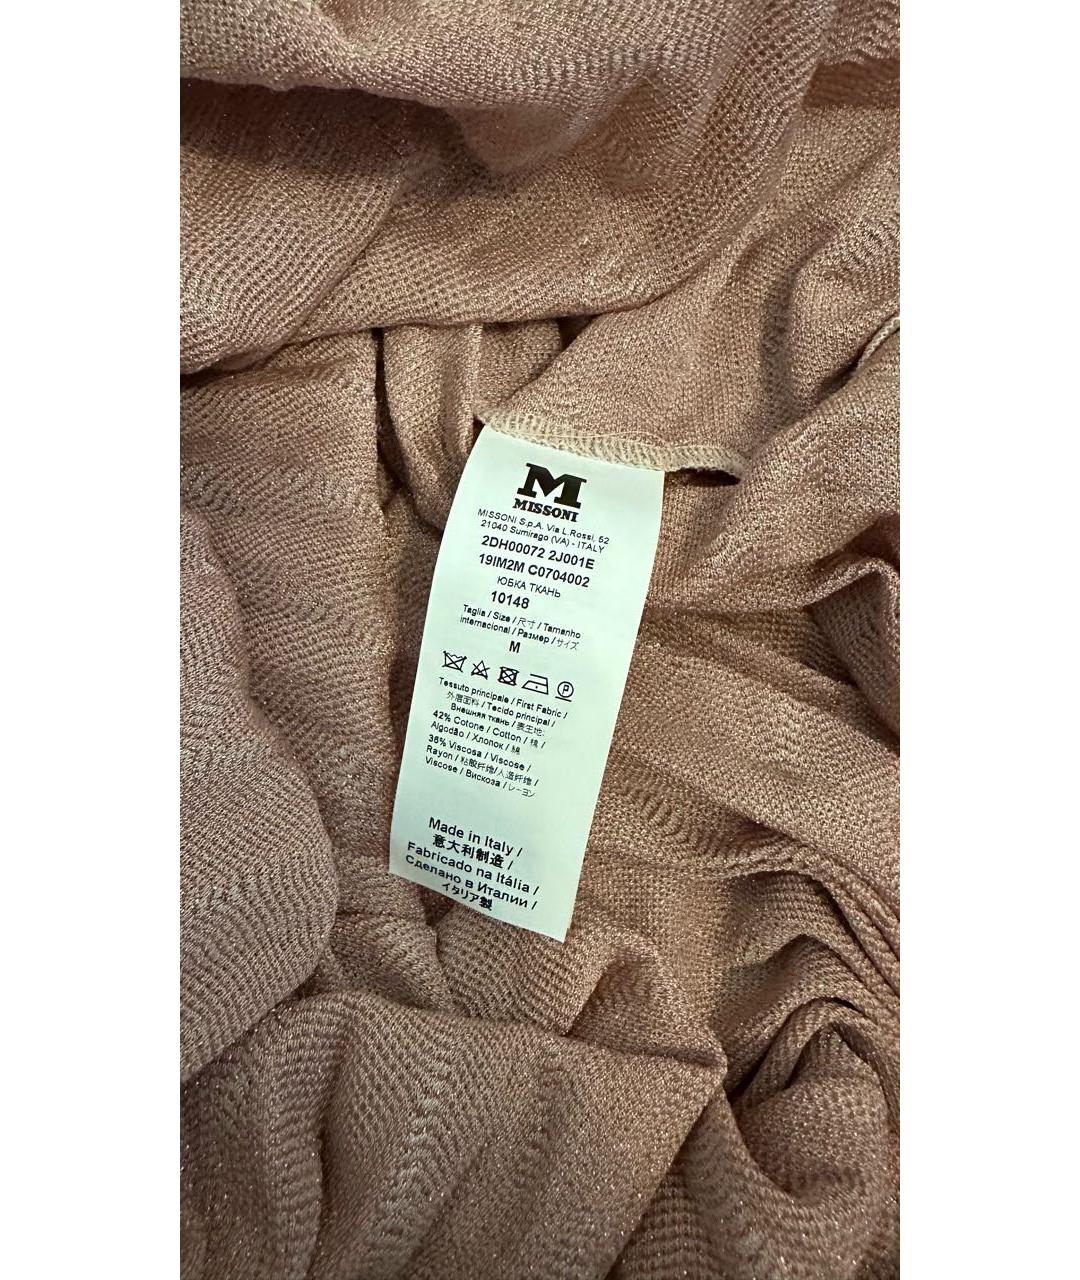 M
MISSONI
MISSONI S.p.A. Via L.Rossi, 52
21040 Sumirago (VA) - ITALY
2DH00072 2J001E
19IM2M C0704002
ЮБКА ТКАНЬ
10148
Taglia / Size / 尺寸 / Tamanho
internacional / Размер / サイズ
M
P
Tessuto principale / First Fabric /
外层面料 / Tecido principal /
Внешняя ткань / 表生地:
42% Cotone / Cotton / 棉 /
Algodão / Хлопок / 綿
36% Viscosa / Viscose /
Rayon / 粘胶纤维/人造纤维 /
Viscose / Вискоза / レーヨン
Made in Italy /
意大利制造 /
Fabricado na Itália /
Сделано в Италии /
イタリア製